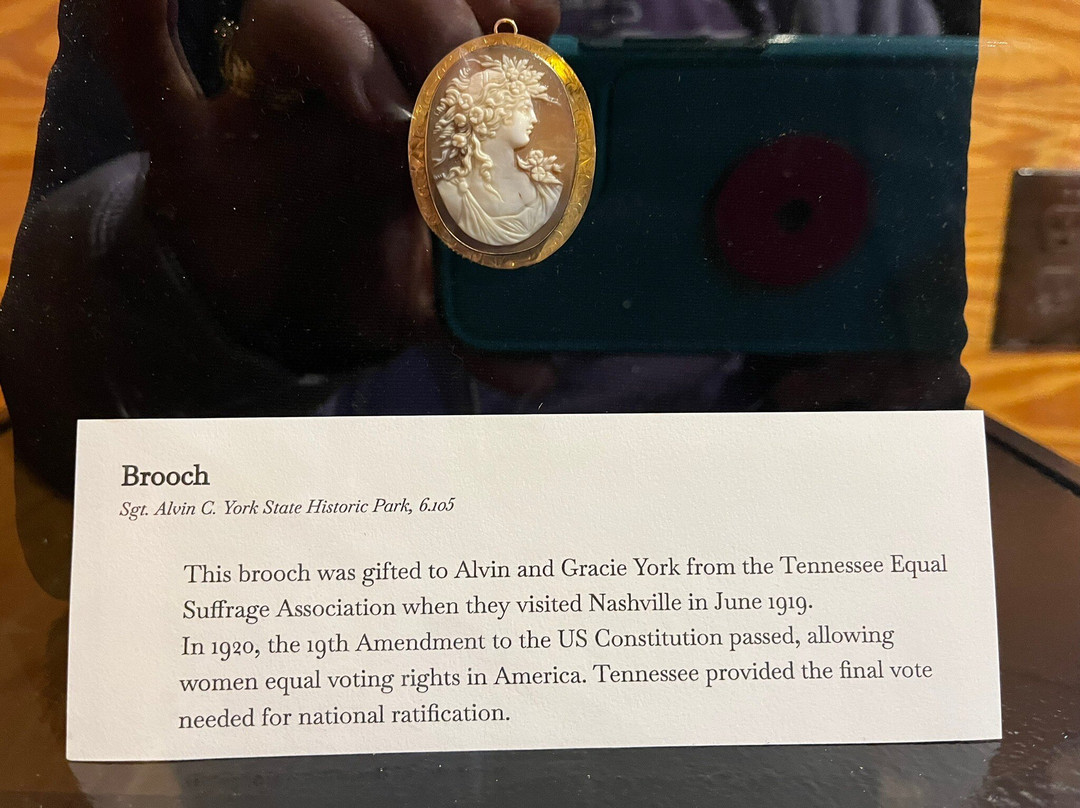 Brooch
Sgt. Alvin C. York State Historic Park, 6.105
This brooch was gifted to Alvin and Gracie York from the Tennessee Equal
Suffrage Association when they visited Nashville in June 1919.
In 1920, the 19th Amendment to the US Constitution passed, allowing
women equal voting rights in America. Tennessee provided the final vote
needed for national ratification.